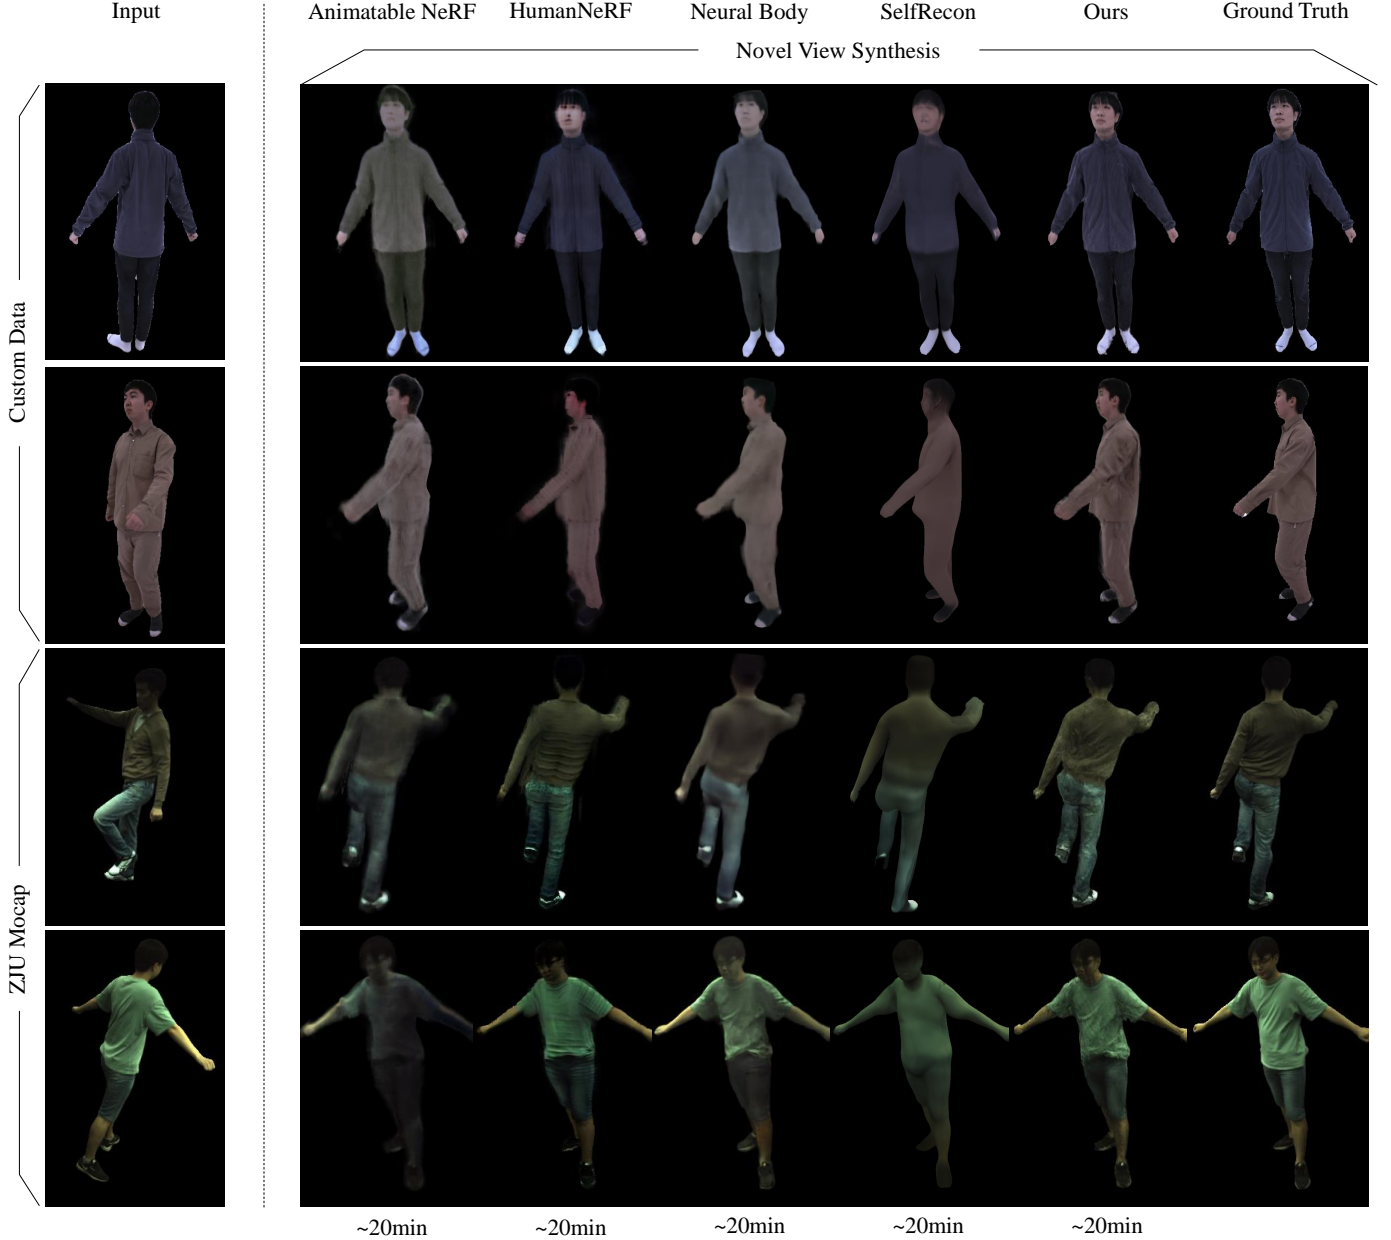 Input
Animatable NeRF
HumanNeRF
Neural Body
SelfRecon
Ours
Ground Truth
Novel View Synthesis
Custom Data
ZJU Mocap
~20min
~20min
~20min
~20min
~20min